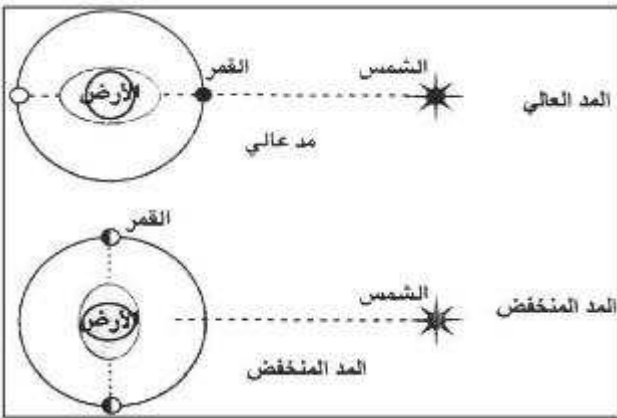 القمر
الشمس
الأرض
المد العالي
مد عالي
القمر
الشمس
الأرض
المد المنخفض
المد المنخفض